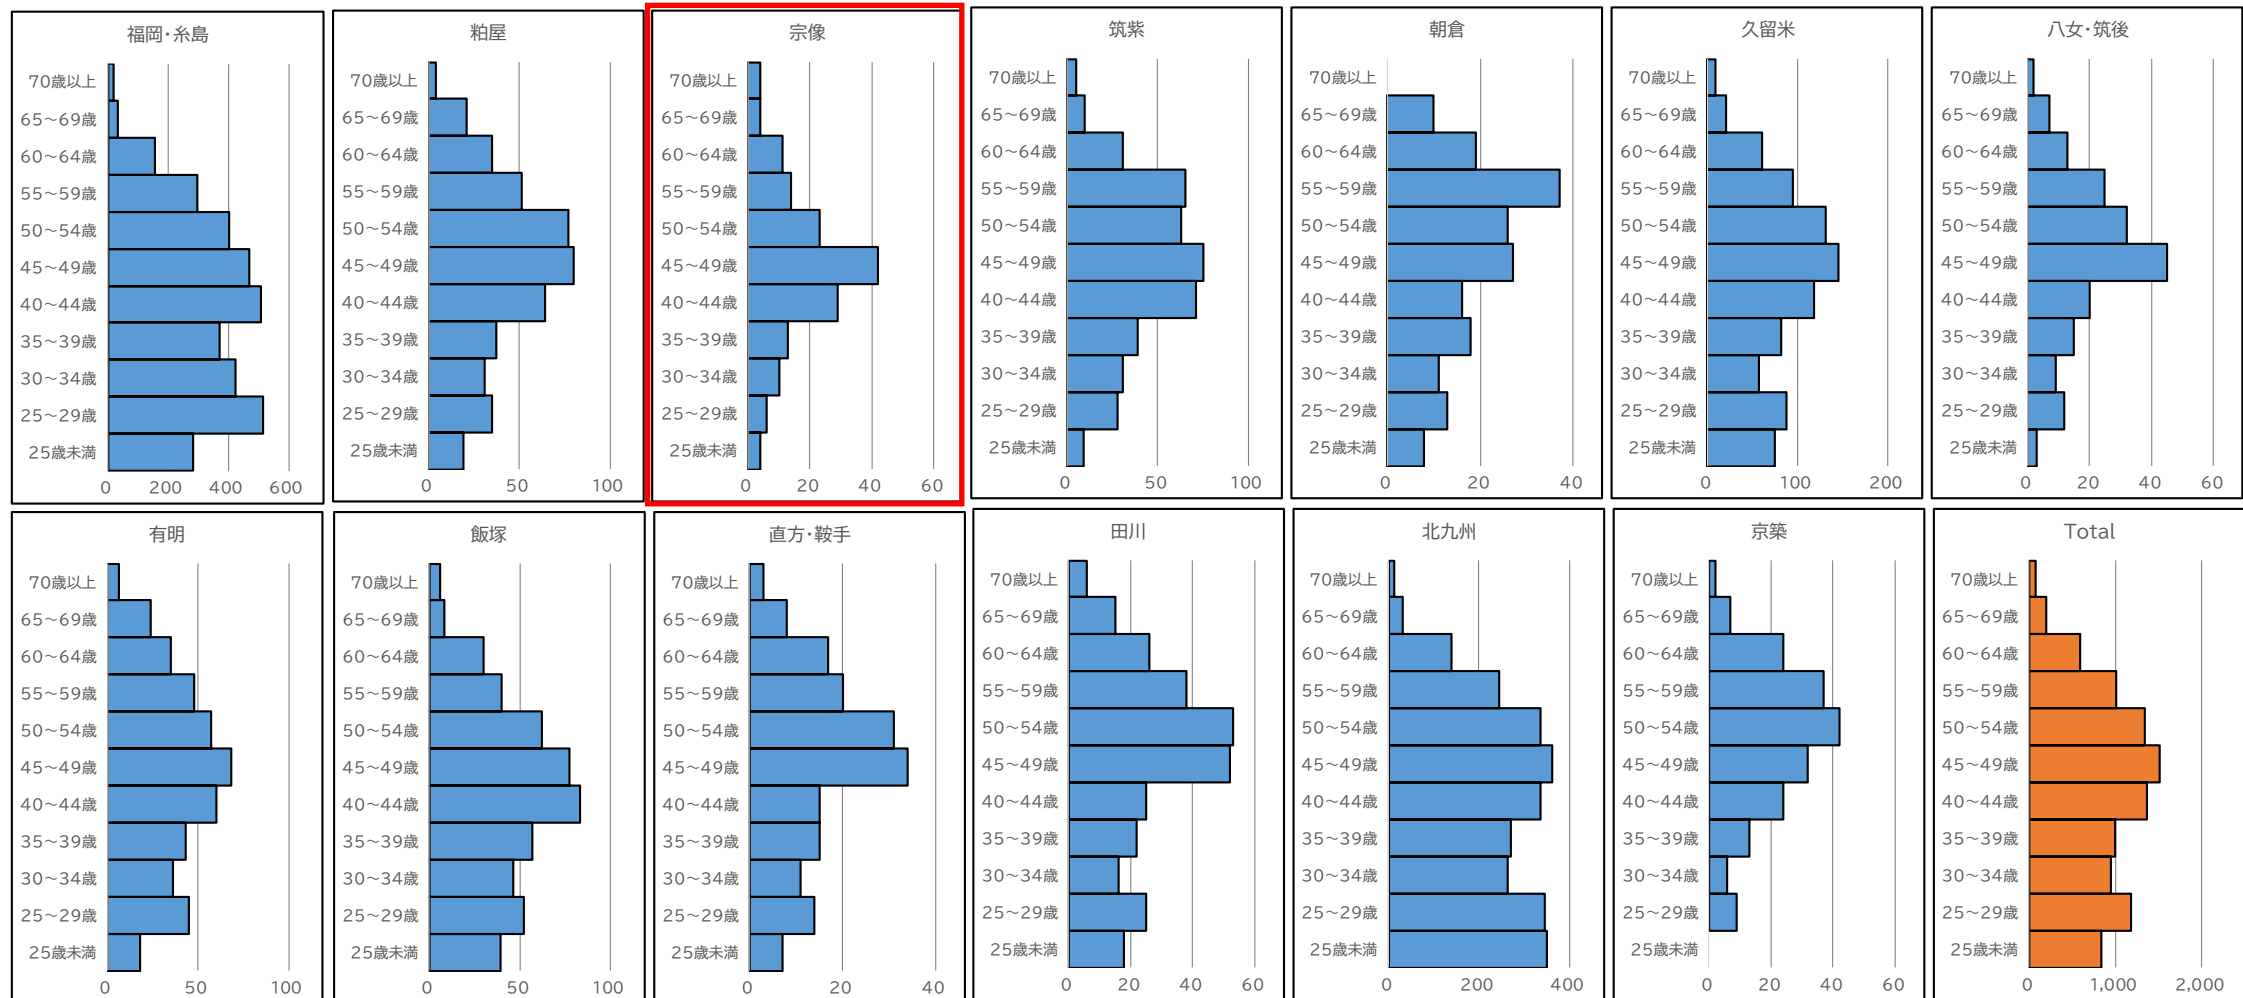 福岡・糸島
70歳以上
65～69歳
60～64歳
55～59歳
50～54歳
45～49歳
40～44歳
35～39歳
30～34歳
25～29歳
25歳未満
0 200 400 600
粕屋
70歳以上
65～69歳
60～64歳
55～59歳
50～54歳
45～49歳
40～44歳
35～39歳
30～34歳
25～29歳
25歳未満
0 50 100
宗像
70歳以上
65～69歳
60～64歳
55～59歳
50～54歳
45～49歳
40～44歳
35～39歳
30～34歳
25～29歳
25歳未満
0 20 40 60
筑紫
70歳以上
65～69歳
60～64歳
55～59歳
50～54歳
45～49歳
40～44歳
35～39歳
30～34歳
25～29歳
25歳未満
0 50 100
朝倉
70歳以上
65～69歳
60～64歳
55～59歳
50～54歳
45～49歳
40～44歳
35～39歳
30～34歳
25～29歳
25歳未満
0 20 40
久留米
70歳以上
65～69歳
60～64歳
55～59歳
50～54歳
45～49歳
40～44歳
35～39歳
30～34歳
25～29歳
25歳未満
0 100 200
八女・筑後
70歳以上
65～69歳
60～64歳
55～59歳
50～54歳
45～49歳
40～44歳
35～39歳
30～34歳
25～29歳
25歳未満
0 20 40 60
有明
70歳以上
65～69歳
60～64歳
55～59歳
50～54歳
45～49歳
40～44歳
35～39歳
30～34歳
25～29歳
25歳未満
0 50 100
飯塚
70歳以上
65～69歳
60～64歳
55～59歳
50～54歳
45～49歳
40～44歳
35～39歳
30～34歳
25～29歳
25歳未満
0 50 100
直方・鞍手
70歳以上
65～69歳
60～64歳
55～59歳
50～54歳
45～49歳
40～44歳
35～39歳
30～34歳
25～29歳
25歳未満
0 20 40
田川
70歳以上
65～69歳
60～64歳
55～59歳
50～54歳
45～49歳
40～44歳
35～39歳
30～34歳
25～29歳
25歳未満
0 20 40 60
北九州
70歳以上
65～69歳
60～64歳
55～59歳
50～54歳
45～49歳
40～44歳
35～39歳
30～34歳
25～29歳
25歳未満
0 200 400
京築
70歳以上
65～69歳
60～64歳
55～59歳
50～54歳
45～49歳
40～44歳
35～39歳
30～34歳
25～29歳
25歳未満
0 20 40 60
Total
70歳以上
65～69歳
60～64歳
55～59歳
50～54歳
45～49歳
40～44歳
35～39歳
30～34歳
25～29歳
25歳未満
0 1,000 2,000